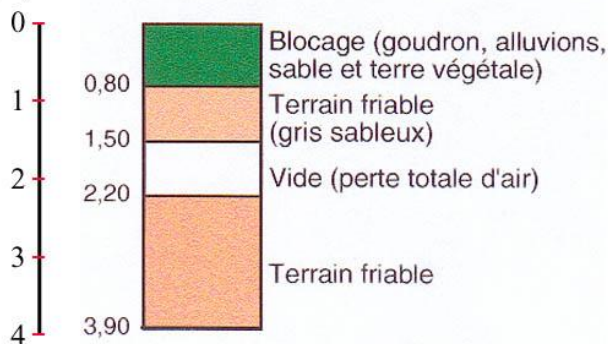 0
Blocage (goudron, alluvions,
sable et terre végétale)
0,80
1
Terrain friable
(gris sableux)
1,50
2
Vide (perte totale d'air)
2,20
3
Terrain friable
3,90
4